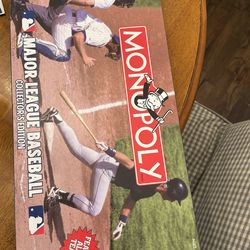 MONOPOLY
MAJOR LEAGUE BASEBALL
COLLECTOR'S EDITION